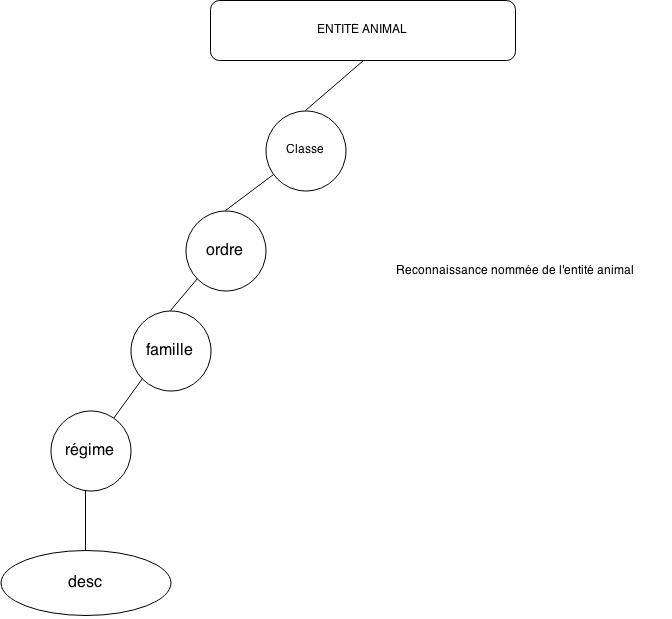 ENTITE ANIMAL
Classe
ordre
Reconnaissance nommée de l'entité animal
famille
régime
desc